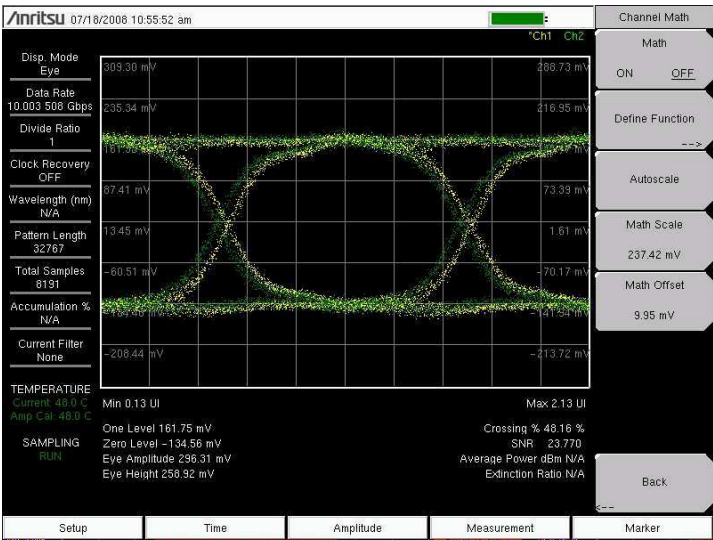 Anritsu 07/18/2008 10:55:52 am
Channel Math
*Ch1 Ch2
Disp. Mode
Eye
Data Rate
10.003 508 Gbps
Divide Ratio
1
Clock Recovery
OFF
Wavelength (nm)
N/A
Pattern Length
32767
Total Samples
8191
Accumulation %
N/A
Current Filter
None
TEMPERATURE
Current: 48.0 C
Amp Cal: 48.0 C
SAMPLING
RUN
309.30 mV 288.73 mV
235.34 mV 216.95 mV
87.41 mV 73.39 mV
13.45 mV 1.61 mV
-60.51 mV -70.17 mV
-208.44 mV -213.72 mV
Min 0.13 UI Max 2.13 UI
One Level 161.75 mV Crossing % 48.16 %
Zero Level -134.56 mV SNR 23.770
Eye Amplitude 296.31 mV Average Power dBm N/A
Eye Height 258.92 mV Extinction Ratio N/A
Math
ON OFF
Define Function
-->
Autoscale
Math Scale
237.42 mV
Math Offset
9.95 mV
Back
<--
Setup Time Amplitude Measurement Marker